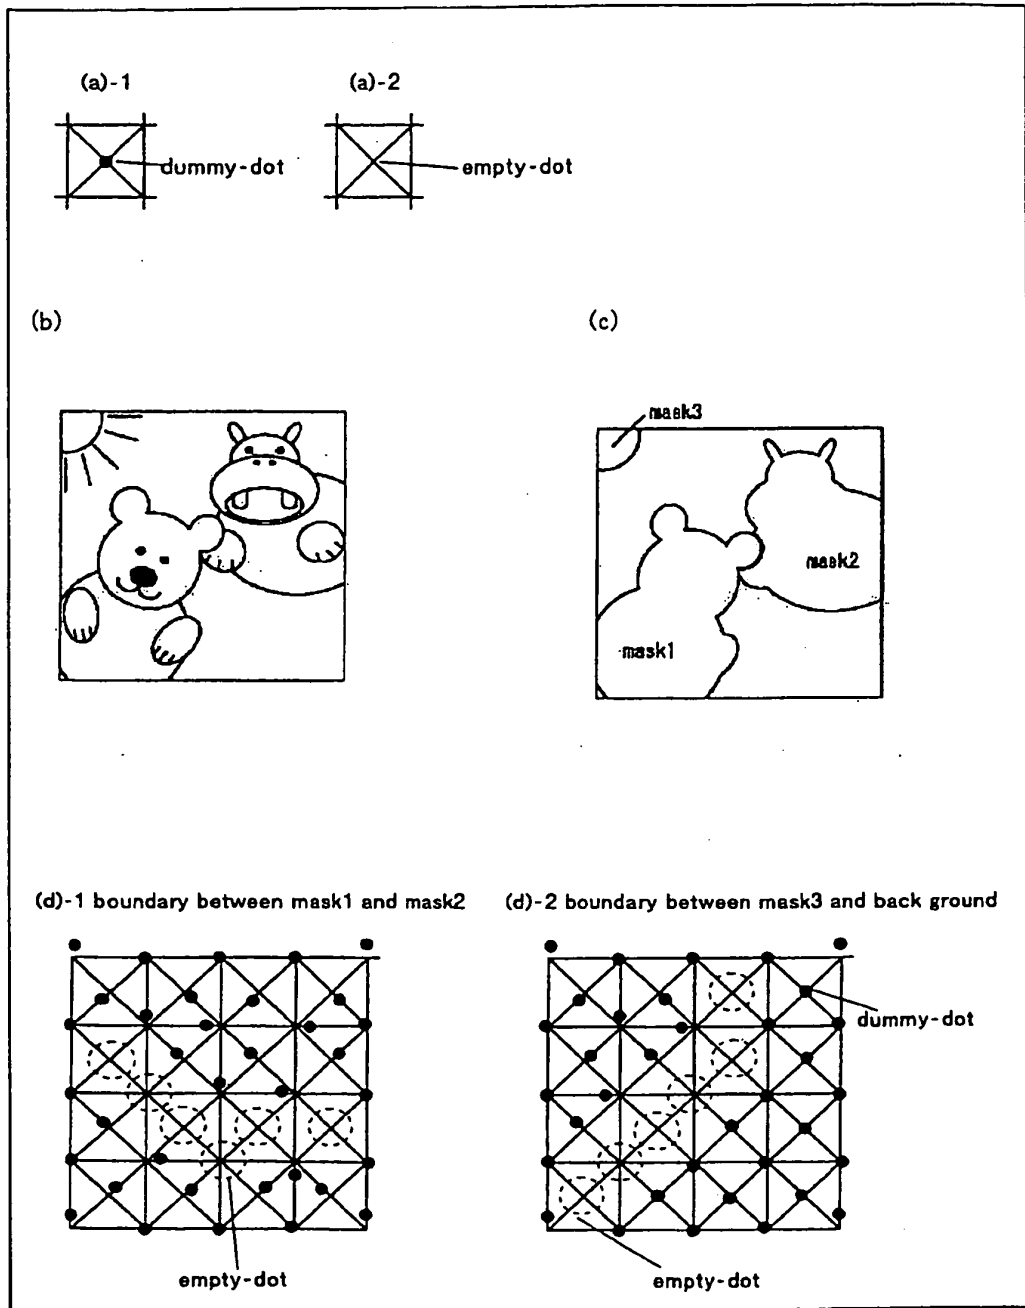 (a)-1
(a)-2
dummy-dot
empty-dot
(b)
(c)
mask3
mask2
mask1
(d)-1 boundary between mask1 and mask2
(d)-2 boundary between mask3 and back ground
dummy-dot
empty-dot
empty-dot